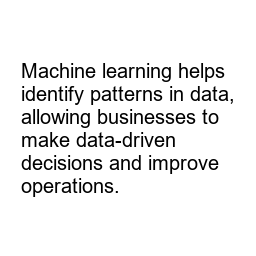 Machine learning helps
identify patterns in data,
allowing businesses to
make data-driven
decisions and improve
operations.